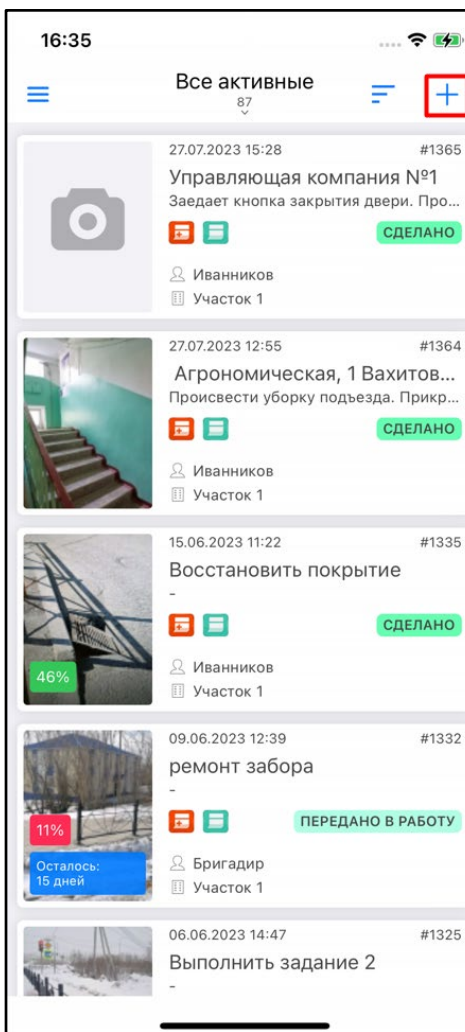 16:35
Все активные
87
27.07.2023 15:28 #1365
Управляющая компания №1
Заедает кнопка закрытия двери. Про...
СДЕЛАНО
Иванников
Участок 1
27.07.2023 12:55 #1364
Агрономическая, 1 Вахитов...
Произвести уборку подъезда. Прикр...
СДЕЛАНО
Иванников
Участок 1
15.06.2023 11:22 #1335
Восстановить покрытие
-
СДЕЛАНО
46%
Иванников
Участок 1
09.06.2023 12:39 #1332
ремонт забора
-
11%
ПЕРЕДАНО В РАБОТУ
Осталось:
15 дней
Бригадир
Участок 1
06.06.2023 14:47 #1325
Выполнить задание 2
-